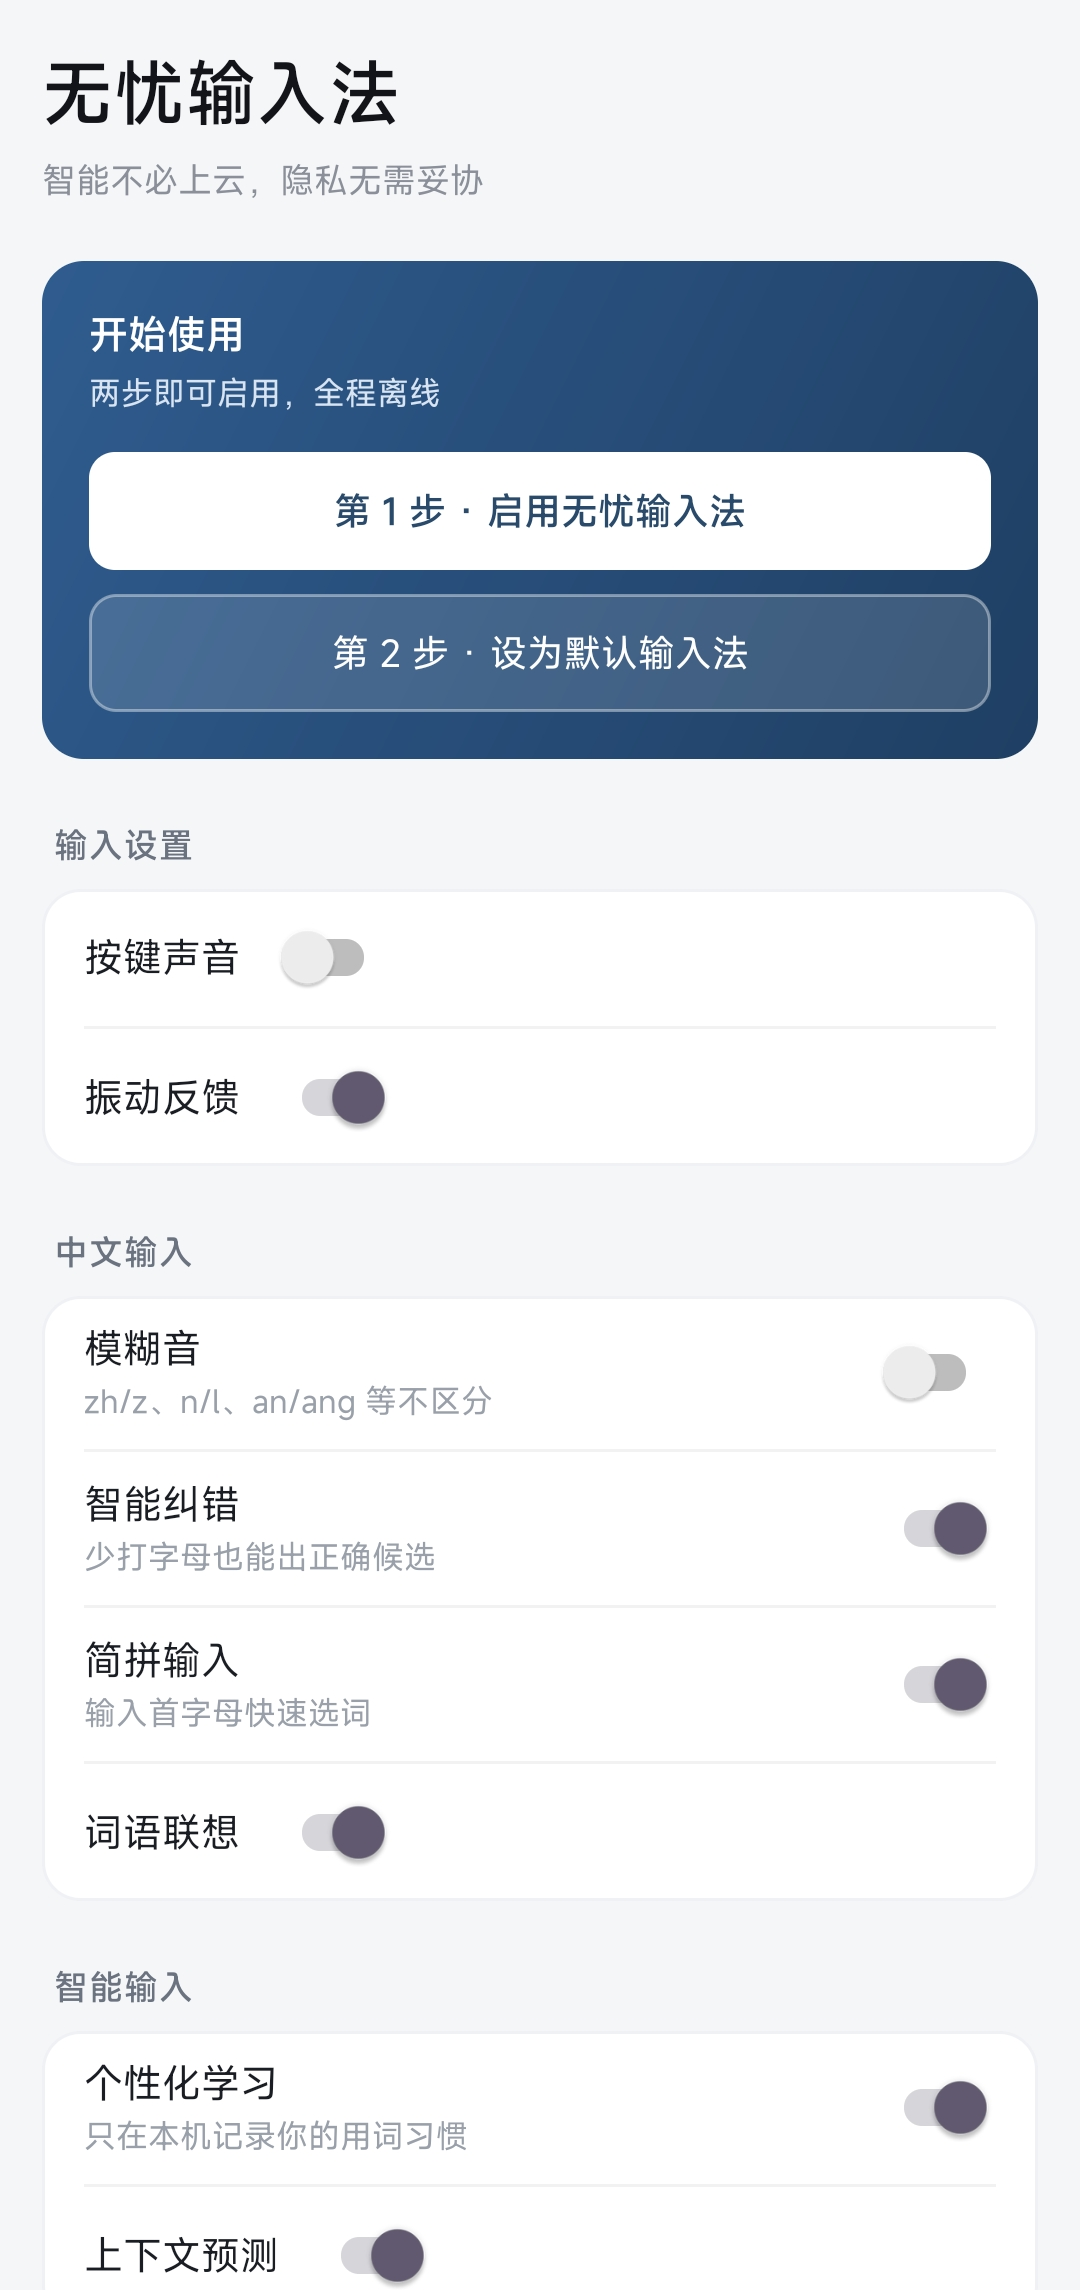 无忧输入法
智能不必上云，隐私无需妥协
开始使用
两步即可启用，全程离线
第 1 步 · 启用无忧输入法
第 2 步 · 设为默认输入法
输入设置
按键声音
振动反馈
中文输入
模糊音
zh/z、n/l、an/ang 等不区分
智能纠错
少打字母也能出正确候选
简拼输入
输入首字母快速选词
词语联想
智能输入
个性化学习
只在本机记录你的用词习惯
上下文预测